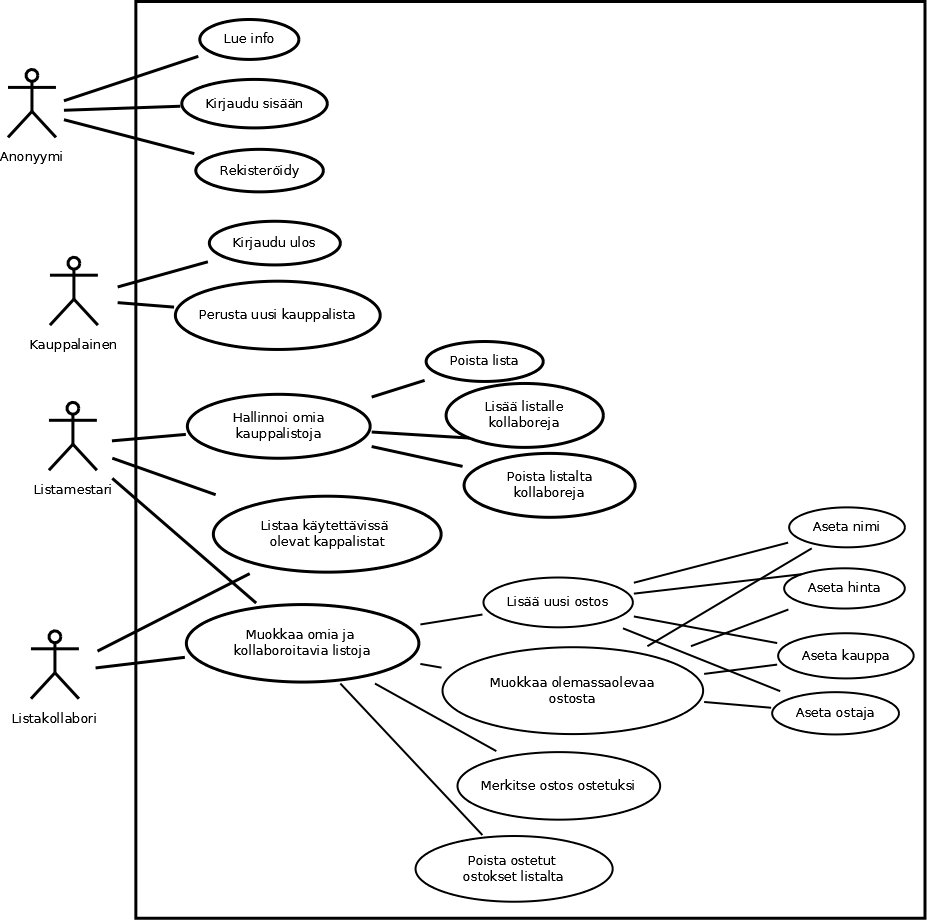 Lue info
Kirjaudu sisään
Anonyymi
Rekisteröidy
Kirjaudu ulos
Perusta uusi kauppalista
Kauppalainen
Poista lista
Hallinnoi omia
kauppalistoja
Lisää listalle
kollaboreja
Listamestari
Poista listalta
kollaboreja
Listaa käytettävissä
olevat kappalistat
Aseta nimi
Lisää uusi ostos
Aseta hinta
Muokkaa omia ja
kollaboroitavia listoja
Aseta kauppa
Muokkaa olemassaolevaa
ostosta
Listakollabori
Aseta ostaja
Merkitse ostos ostetuksi
Poista ostetut
ostokset listalta